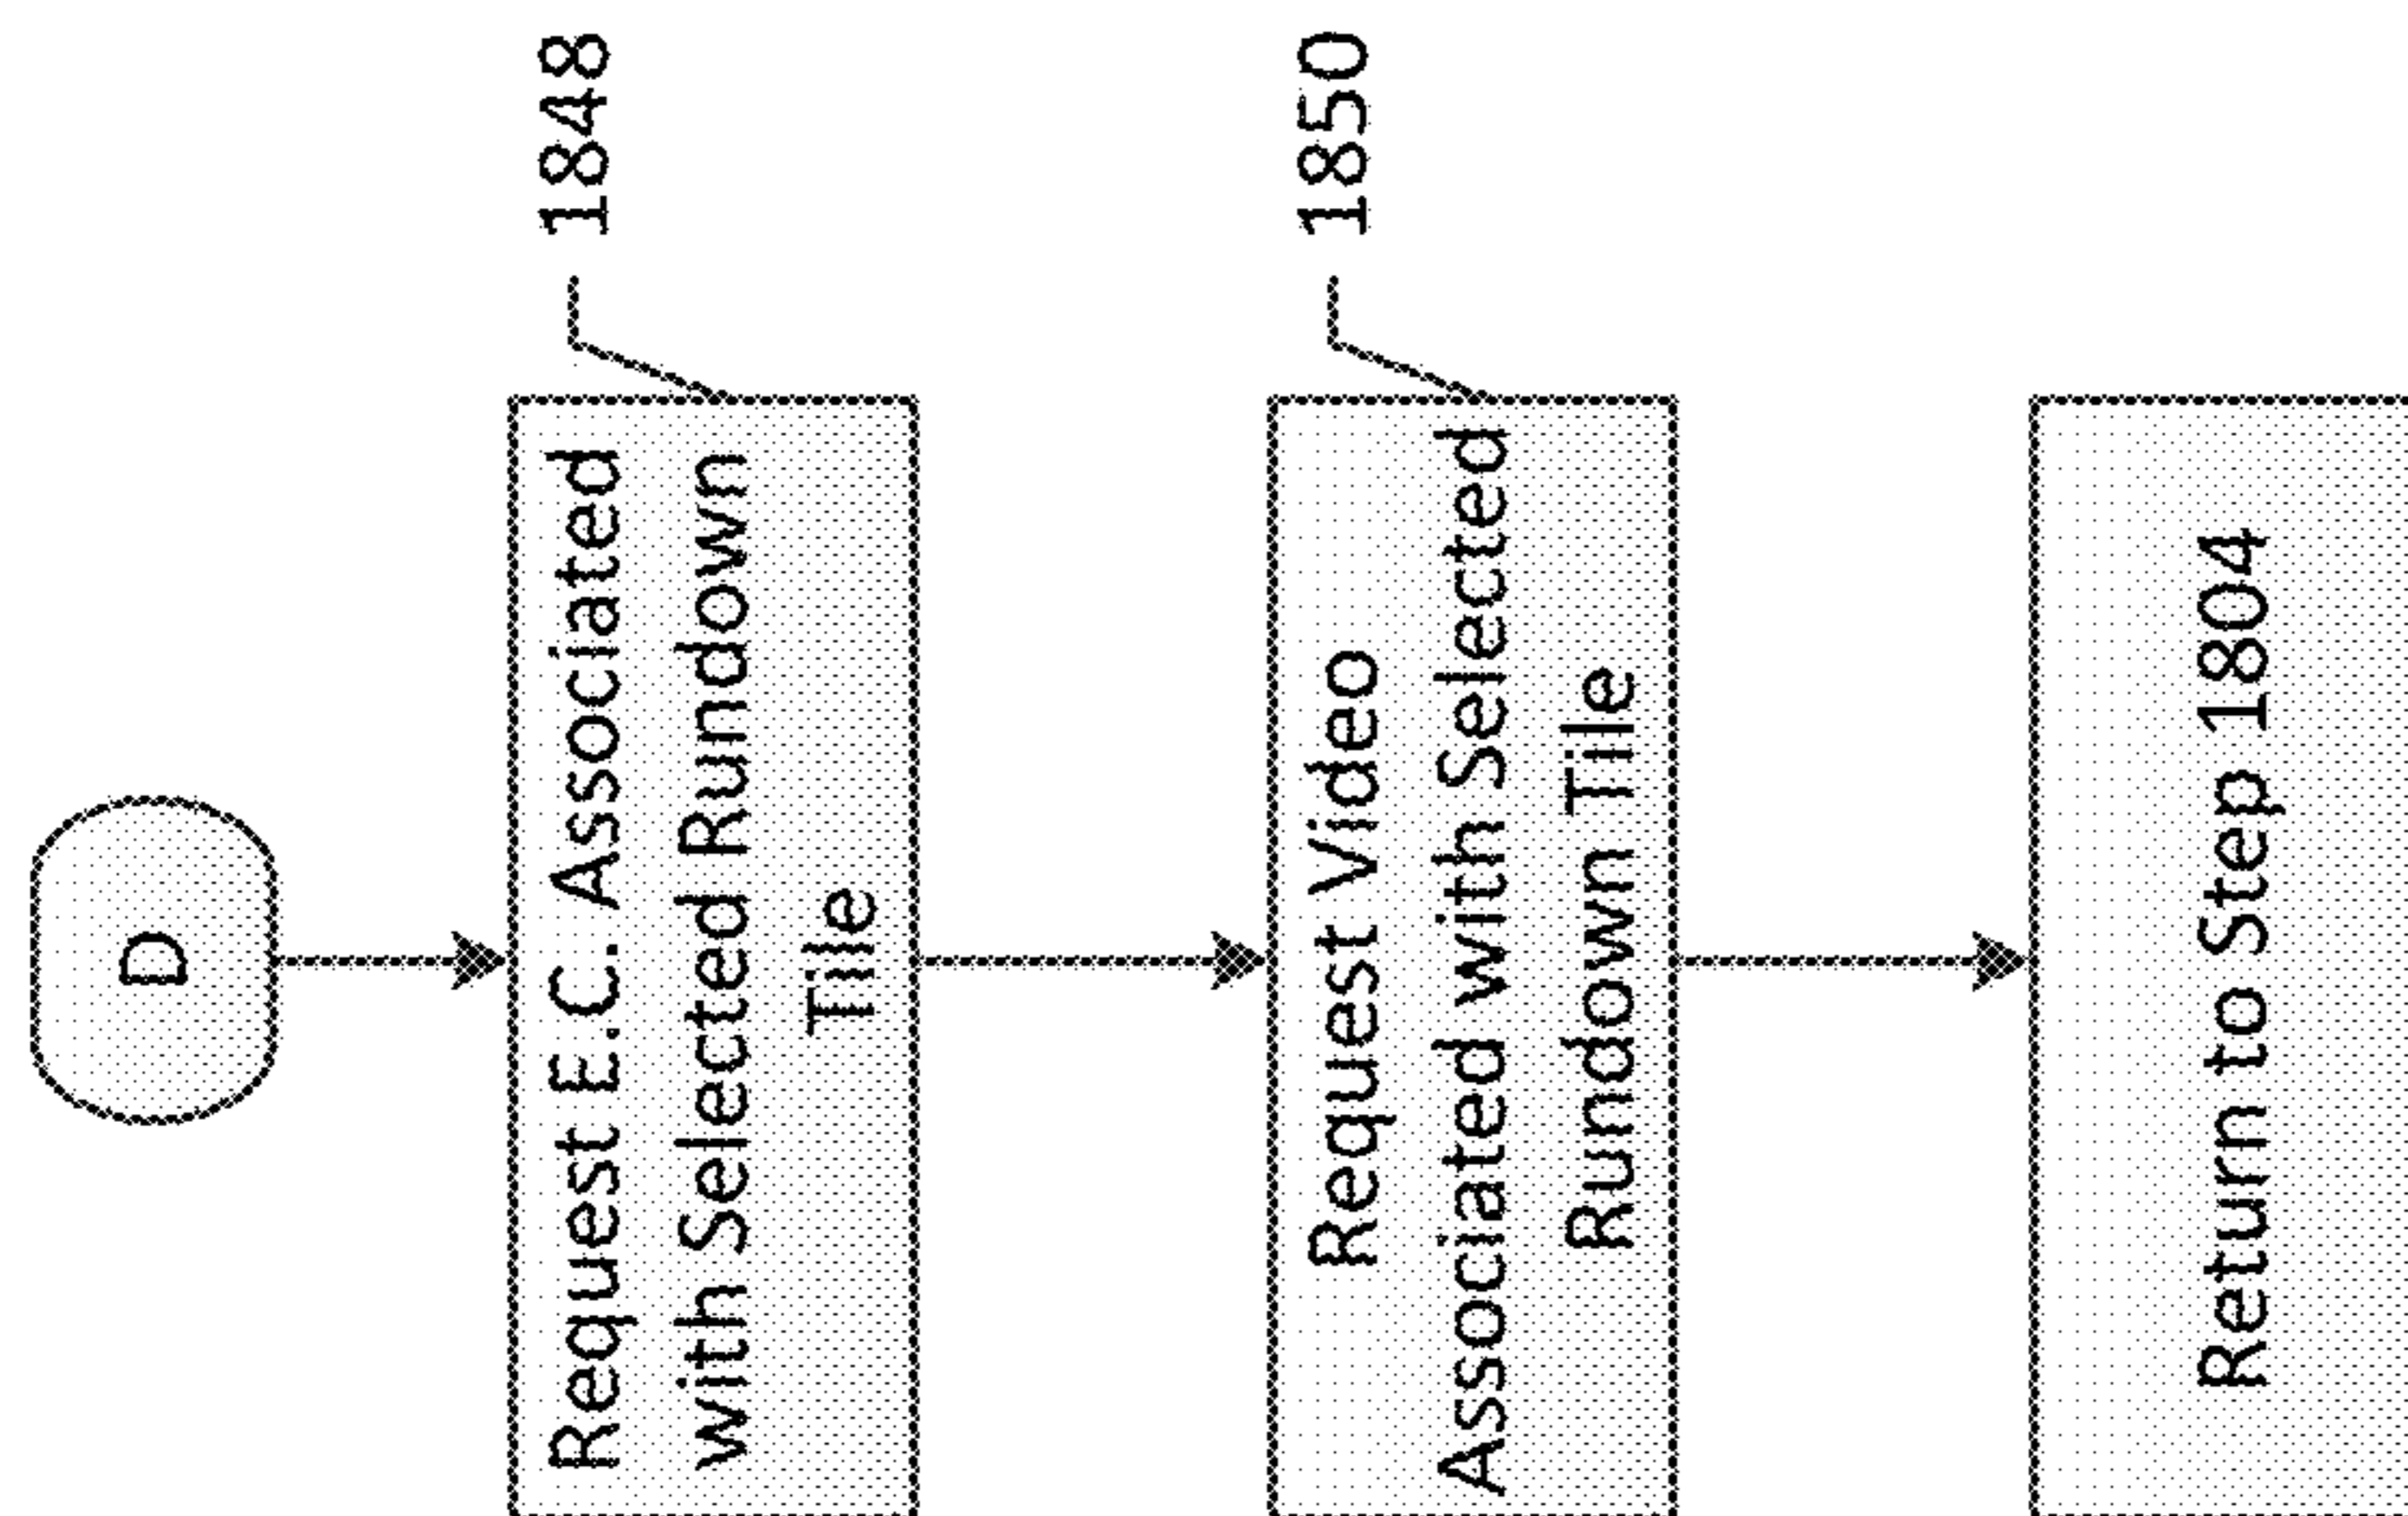 D
Request E.C. Associated
with Selected Rundown
Tile
1848
Request Video
Associated with Selected
Rundown Tile
1850
Return to Step 1804